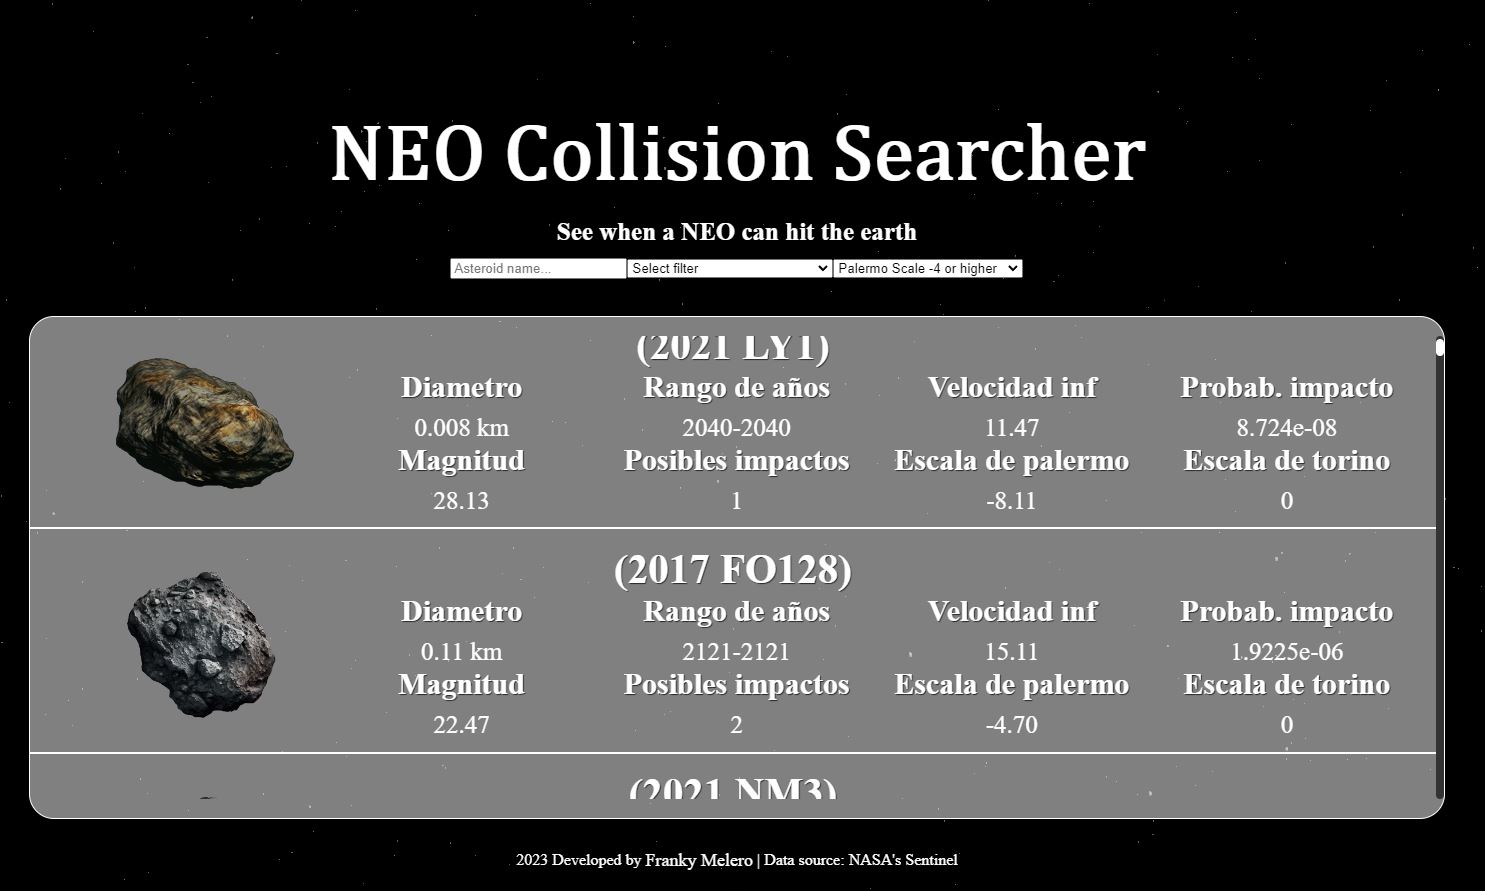 NEO Collision Searcher
See when a NEO can hit the earth
Asteroid name... Select filter Palermo Scale -4 or higher
(2021 LY1)
Diametro Rango de años Velocidad inf Probab. impacto
0.008 km 2040-2040 11.47 8.724e-08
Magnitud Posibles impactos Escala de palermo Escala de torino
28.13 1 -8.11 0
(2017 FO128)
Diametro Rango de años Velocidad inf Probab. impacto
0.11 km 2121-2121 15.11 1.9225e-06
Magnitud Posibles impactos Escala de palermo Escala de torino
22.47 2 -4.70 0
(2021 NM3)
2023 Developed by Franky Melero | Data source: NASA's Sentinel